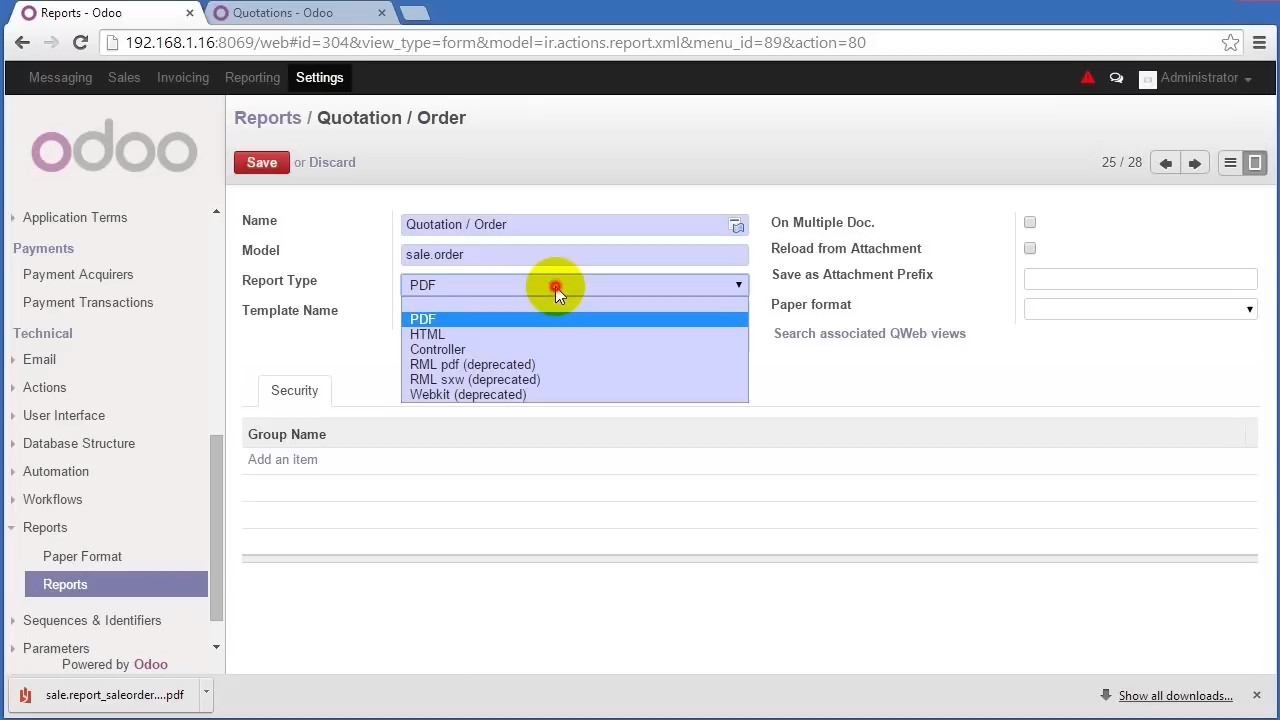 Reports - Odoo
Quotations - Odoo
192.168.1.16:8069/web#id=304&view_type=form&model=ir.actions.report.xml&menu_id=89&action=80
Messaging Sales Invoicing Reporting Settings Administrator
odoo
Application Terms
Payments
Payment Acquirers
Payment Transactions
Technical
Email
Actions
User Interface
Database Structure
Automation
Workflows
Reports
Paper Format
Reports
Sequences & Identifiers
Parameters
Powered by Odoo
Reports / Quotation / Order
Save or Discard
25 / 28
Name Quotation / Order
Model sale.order
Report Type PDF
Template Name
PDF
HTML
Controller
RML pdf (deprecated)
RML sxw (deprecated)
Webkit (deprecated)
On Multiple Doc.
Reload from Attachment
Save as Attachment Prefix
Paper format
Search associated QWeb views
Security
Group Name
Add an item
sale.report_saleorder....pdf
Show all downloads...